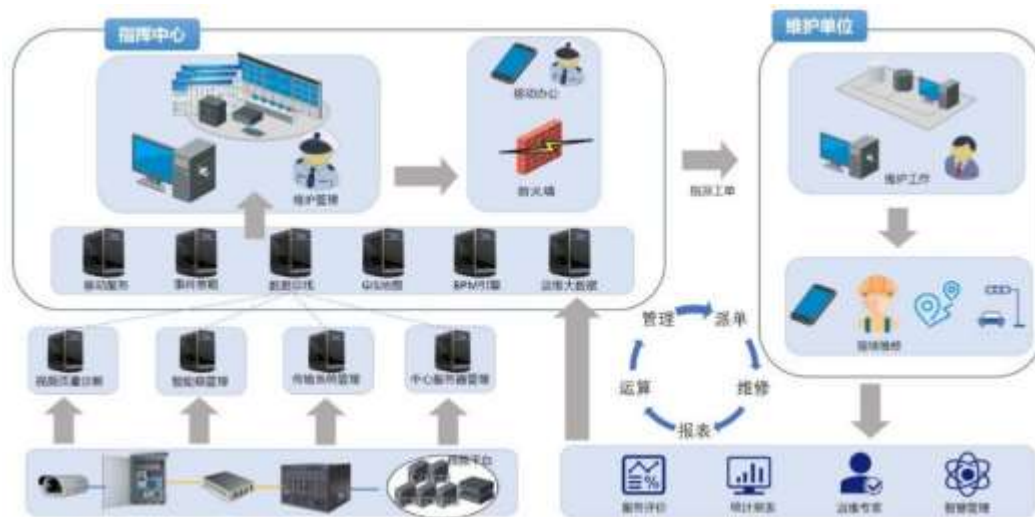 指挥中心
维护单位
移动办公
维护管理
防火墙
指派工单
维护工作
移动服务
事件策略
数据总线
GIS地图
BPM引擎
运维大数据
管理
派单
现场维修
视频质量诊断
智能箱管理
传输系统管理
中心服务器管理
运算
维修
报表
服务评价
统计报表
运维专家
智慧管理